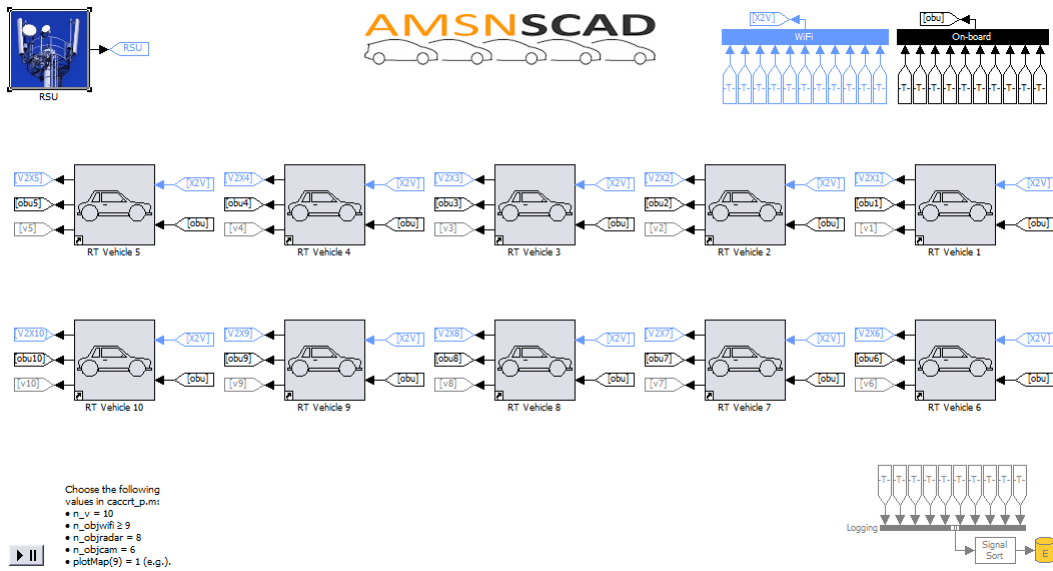 AMSNSCAD
RSU
RSU
[X2V]
WiFi
-T- -T- -T- -T- -T- -T- -T- -T- -T- -T-
[obu]
On-board
-T- -T- -T- -T- -T- -T- -T- -T- -T- -T-
[V2X5]
[obu5]
[v5]
[X2V]
[obu]
RT Vehicle 5
[V2X4]
[obu4]
[v4]
[X2V]
[obu]
RT Vehicle 4
[V2X3]
[obu3]
[v3]
[X2V]
[obu]
RT Vehicle 3
[V2X2]
[obu2]
[v2]
[X2V]
[obu]
RT Vehicle 2
[V2X1]
[obu1]
[v1]
[X2V]
[obu]
RT Vehicle 1
[V2X10]
[obu10]
[v10]
[X2V]
[obu]
RT Vehicle 10
[V2X9]
[obu9]
[v9]
[X2V]
[obu]
RT Vehicle 9
[V2X8]
[obu8]
[v8]
[X2V]
[obu]
RT Vehicle 8
[V2X7]
[obu7]
[v7]
[X2V]
[obu]
RT Vehicle 7
[V2X6]
[obu6]
[v6]
[X2V]
[obu]
RT Vehicle 6
Choose the following
values in caccrt_p.m:
• n_v = 10
• n_objwifi ≥ 9
• n_objradar = 8
• n_objcam = 6
• plotMap(9) = 1 (e.g.).
-T- -T- -T- -T- -T- -T- -T- -T- -T- -T-
Logging
Signal
Sort
E